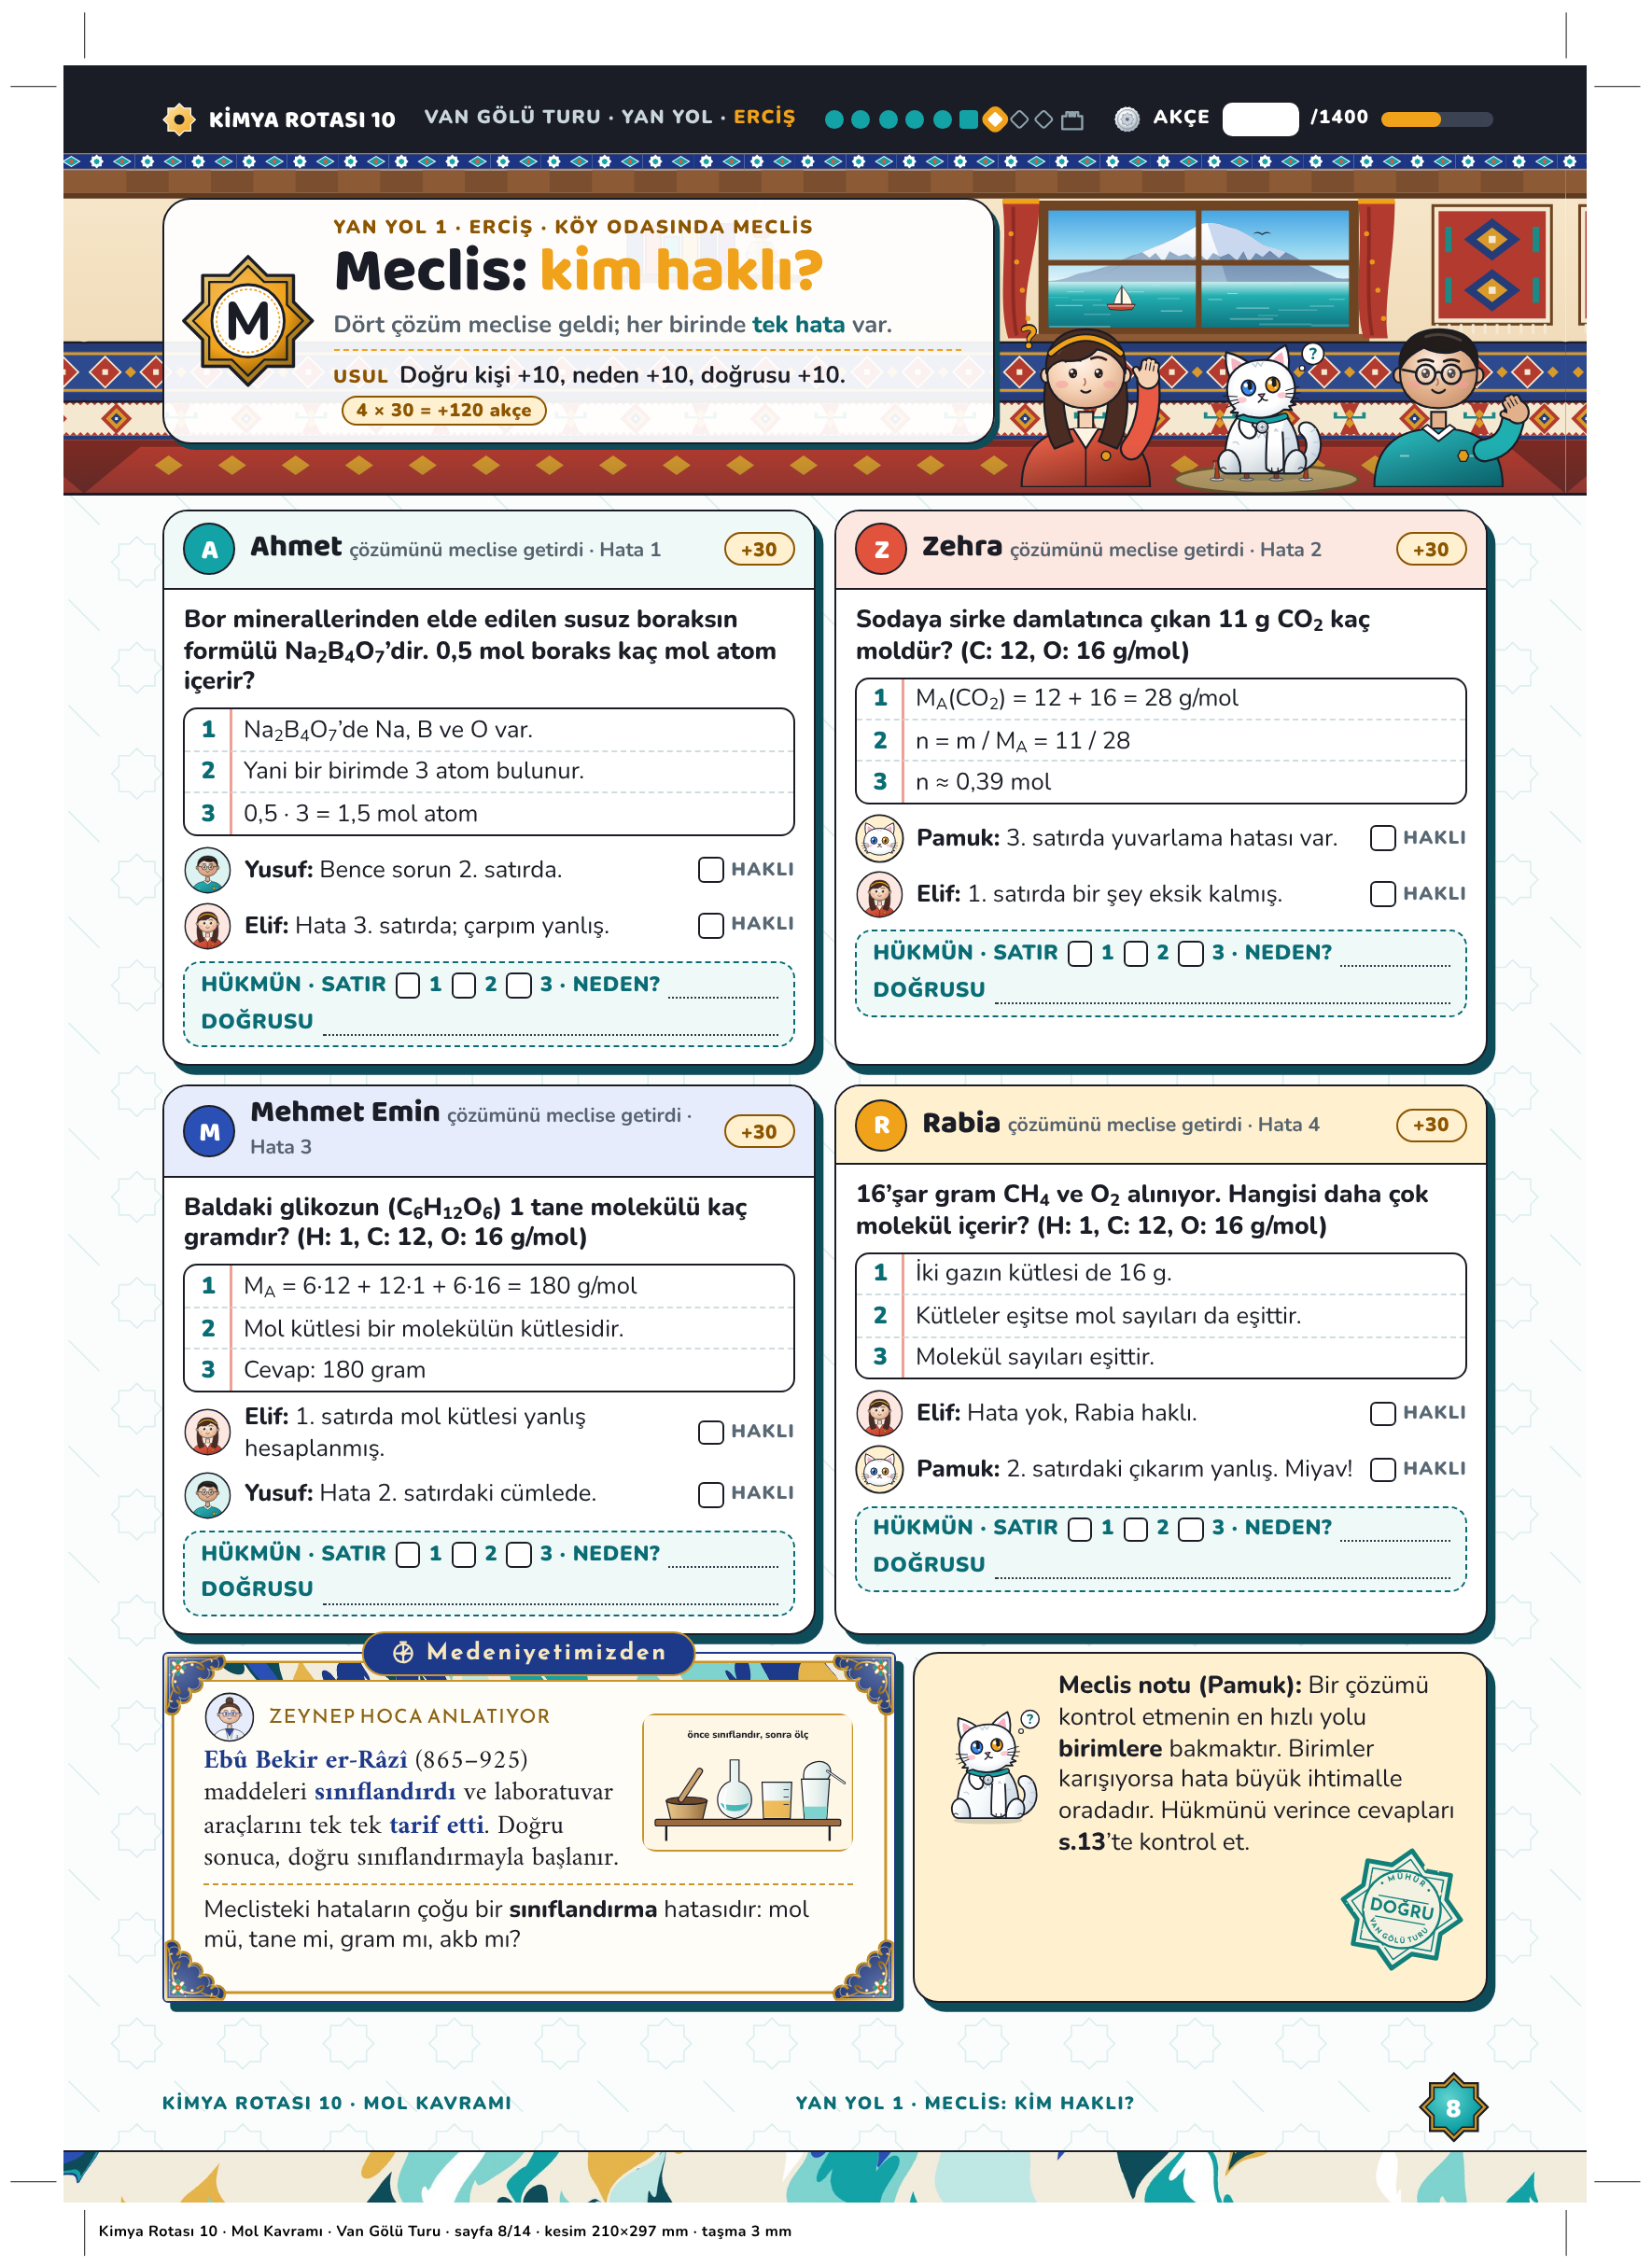 KİMYA ROTASI 10 VAN GÖLÜ TURU · YAN YOL · ERCİŞ AKÇE /1400
YAN YOL 1 · ERCİŞ · KÖY ODASINDA MECLİS
M
Meclis: kim haklı?
Dört çözüm meclise geldi; her birinde tek hata var.
USUL Doğru kişi +10, neden +10, doğrusu +10.
4 × 30 = +120 akçe
?
?
A Ahmet çözümünü meclise getirdi · Hata 1 +30
Bor minerallerinden elde edilen susuz boraksın
formülü Na₂B₄O₇’dir. 0,5 mol boraks kaç mol atom
içerir?
1 Na₂B₄O₇’de Na, B ve O var.
2 Yani bir birimde 3 atom bulunur.
3 0,5 · 3 = 1,5 mol atom
Yusuf: Bence sorun 2. satırda. HAKLI
Elif: Hata 3. satırda; çarpım yanlış. HAKLI
HÜKMÜN · SATIR 1 2 3 · NEDEN?
DOĞRUSU
Z Zehra çözümünü meclise getirdi · Hata 2 +30
Sodaya sirke damlatınca çıkan 11 g CO₂ kaç
moldür? (C: 12, O: 16 g/mol)
1 M_A(CO₂) = 12 + 16 = 28 g/mol
2 n = m / M_A = 11 / 28
3 n ≈ 0,39 mol
Pamuk: 3. satırda yuvarlama hatası var. HAKLI
Elif: 1. satırda bir şey eksik kalmış. HAKLI
HÜKMÜN · SATIR 1 2 3 · NEDEN?
DOĞRUSU
M Mehmet Emin çözümünü meclise getirdi ·
Hata 3 +30
Baldaki glikozun (C₆H₁₂O₆) 1 tane molekülü kaç
gramdır? (H: 1, C: 12, O: 16 g/mol)
1 M_A = 6·12 + 12·1 + 6·16 = 180 g/mol
2 Mol kütlesi bir molekülün kütlesidir.
3 Cevap: 180 gram
Elif: 1. satırda mol kütlesi yanlış
hesaplanmış. HAKLI
Yusuf: Hata 2. satırdaki cümlede. HAKLI
HÜKMÜN · SATIR 1 2 3 · NEDEN?
DOĞRUSU
R Rabia çözümünü meclise getirdi · Hata 4 +30
16’şar gram CH₄ ve O₂ alınıyor. Hangisi daha çok
molekül içerir? (H: 1, C: 12, O: 16 g/mol)
1 İki gazın kütlesi de 16 g.
2 Kütleler eşitse mol sayıları da eşittir.
3 Molekül sayıları eşittir.
Elif: Hata yok, Rabia haklı. HAKLI
Pamuk: 2. satırdaki çıkarım yanlış. Miyav! HAKLI
HÜKMÜN · SATIR 1 2 3 · NEDEN?
DOĞRUSU
Medeniyetimizden
ZEYNEP HOCA ANLATIYOR
Ebû Bekir er-Râzî (865–925)
maddeleri sınıflandırdı ve laboratuvar
araçlarını tek tek tarif etti. Doğru
sonuca, doğru sınıflandırmayla başlanır.
önce sınıflandır, sonra ölç
Meclisteki hataların çoğu bir sınıflandırma hatasıdır: mol
mü, tane mi, gram mı, akb mı?
?
Meclis notu (Pamuk): Bir çözümü
kontrol etmenin en hızlı yolu
birimlere bakmaktır. Birimler
karışıyorsa hata büyük ihtimalle
oradadır. Hükmünü verince cevapları
s.13’te kontrol et.
· MÜHÜR ·
DOĞRU
VAN GÖLÜ TURU
KİMYA ROTASI 10 · MOL KAVRAMI YAN YOL 1 · MECLİS: KİM HAKLI? 8
Kimya Rotası 10 · Mol Kavramı · Van Gölü Turu · sayfa 8/14 · kesim 210×297 mm · taşma 3 mm